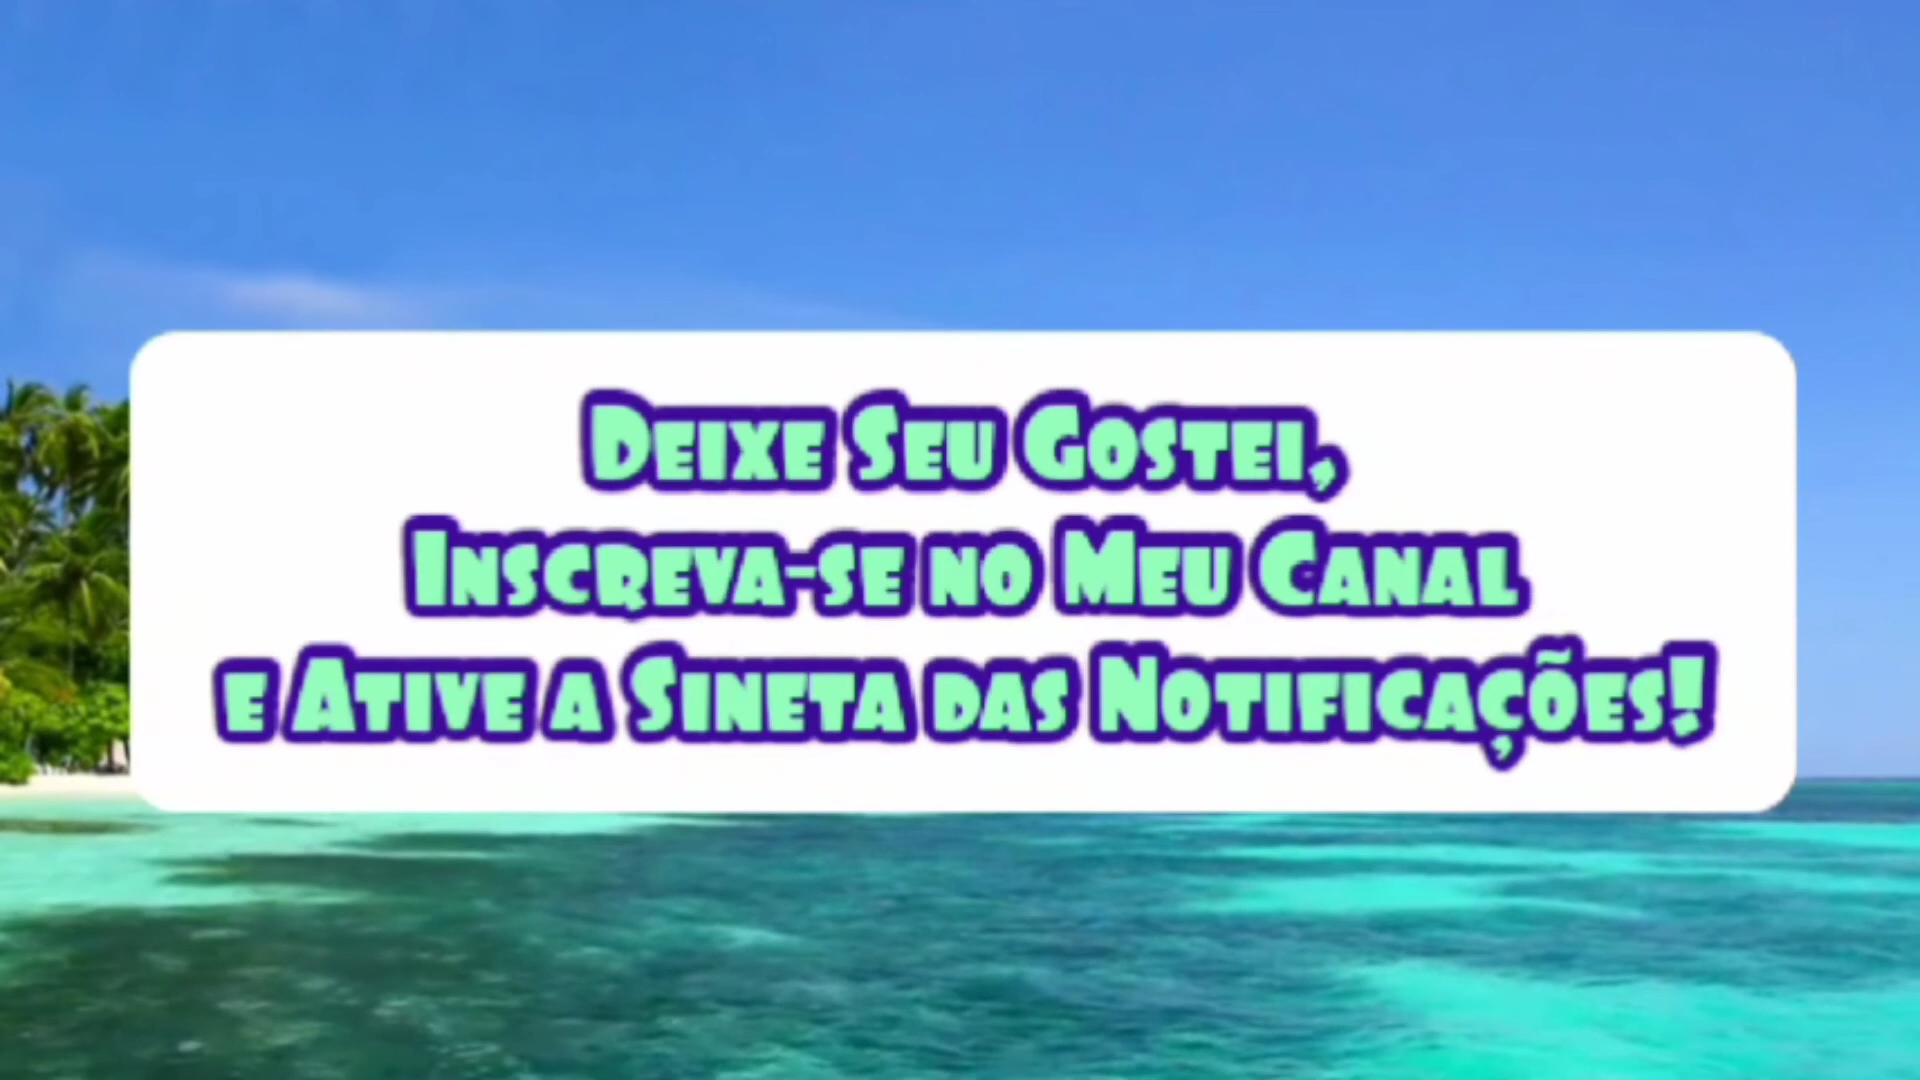 Deixe Seu Gostei,
Inscreva-se no Meu Canal
e Ative a Sineta das Notificações!